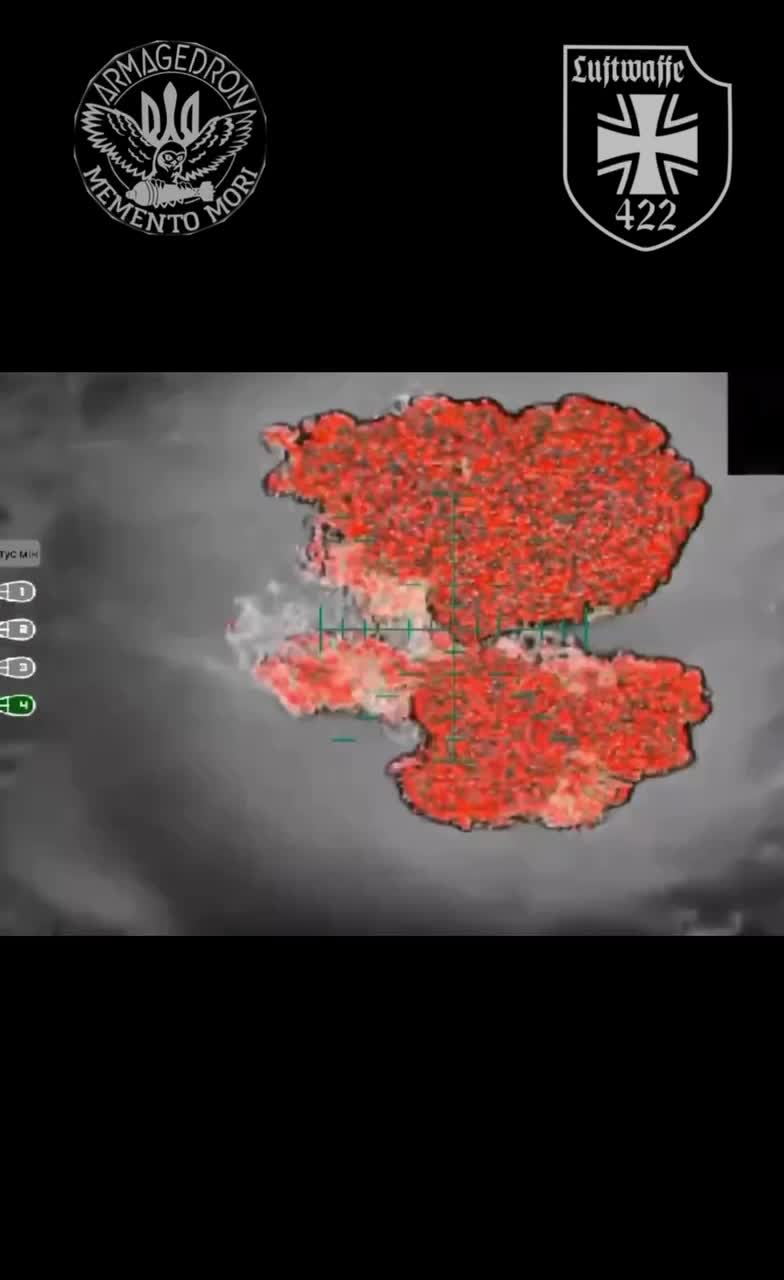 ARMAGEDRON
MEMENTO MORI
Luftwaffe
422
тус мін
1
2
3
4